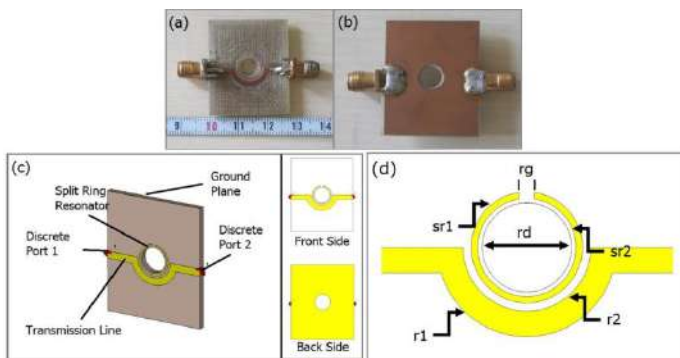 (a)
(b)
9 10 11 12 13 14
(c)
Ground
Plane
Split Ring
Resonator
Discrete
Port 1
Discrete
Port 2
Transmission Line
Front Side
Back Side
(d)
rg
sr1
rd
sr2
r1
r2